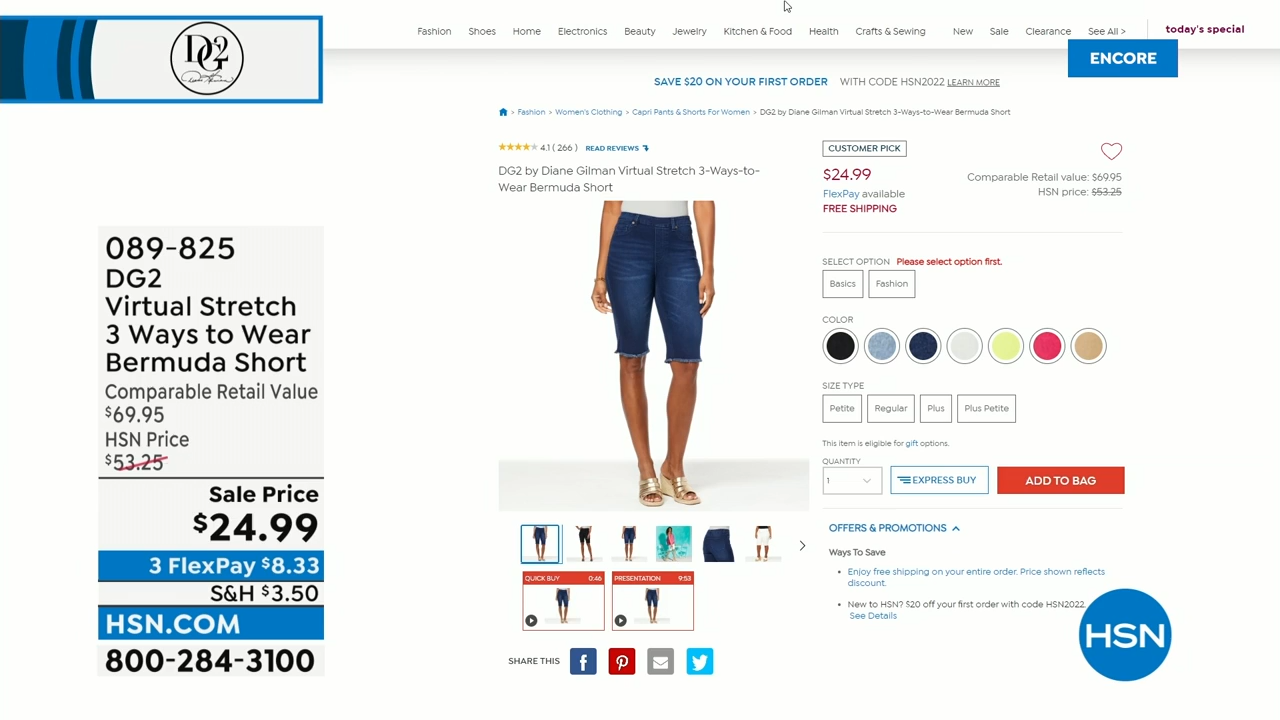 DG2
Fashion Shoes Home Electronics Beauty Jewelry Kitchen & Food Health Crafts & Sewing New Sale Clearance See All > today's special
ENCORE
SAVE $20 ON YOUR FIRST ORDER WITH CODE HSN2022 LEARN MORE
> Fashion > Women's Clothing > Capri Pants & Shorts For Women > DG2 by Diane Gilman Virtual Stretch 3-Ways-to-Wear Bermuda Short
4.1 ( 266 ) READ REVIEWS
DG2 by Diane Gilman Virtual Stretch 3-Ways-to-
Wear Bermuda Short
CUSTOMER PICK
$24.99
Comparable Retail value: $69.95
FlexPay available
HSN price: $53.25
FREE SHIPPING
SELECT OPTION Please select option first.
Basics Fashion
COLOR
SIZE TYPE
Petite Regular Plus Plus Petite
This item is eligible for gift options.
QUANTITY
1 EXPRESS BUY ADD TO BAG
OFFERS & PROMOTIONS
Ways To Save
• Enjoy free shipping on your entire order. Price shown reflects
discount.
• New to HSN? $20 off your first order with code HSN2022.
See Details
QUICK BUY 0:46 PRESENTATION 9:53
SHARE THIS
089-825
DG2
Virtual Stretch
3 Ways to Wear
Bermuda Short
Comparable Retail Value
$69.95
HSN Price
$53.25
Sale Price
$24.99
3 FlexPay $8.33
S&H $3.50
HSN.COM
800-284-3100
HSN